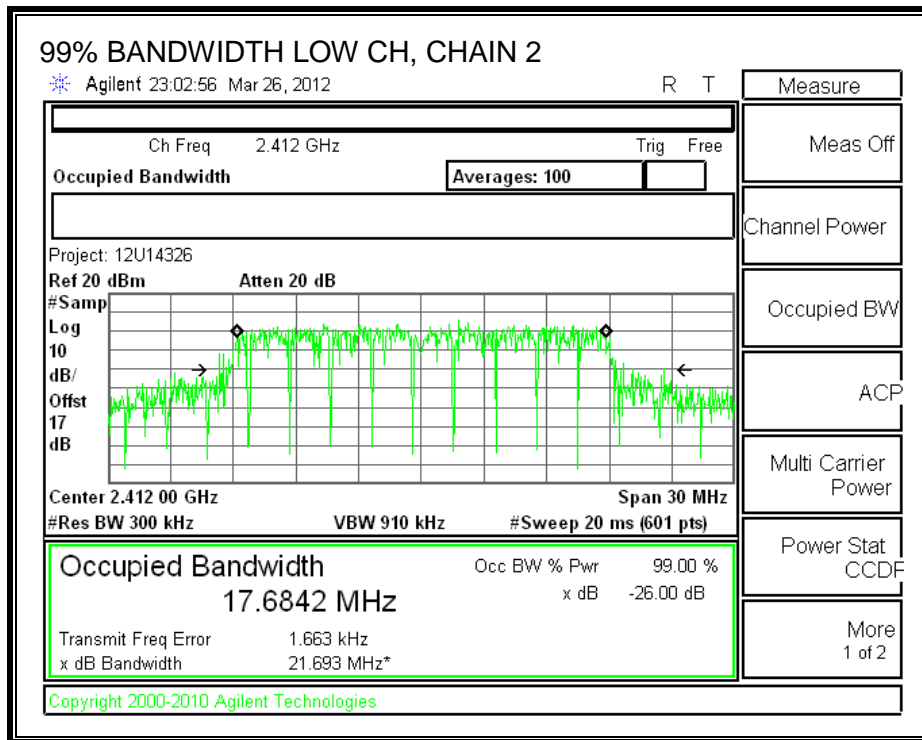 99% BANDWIDTH LOW CH, CHAIN 2
Agilent 23:02:56 Mar 26, 2012 R T
Measure
Ch Freq 2.412 GHz Trig Free
Occupied Bandwidth Averages: 100
Project: 12U14326
Ref 20 dBm Atten 20 dB
#Samp
Log
10
dB/
Offst
17
dB
Center 2.412 00 GHz Span 30 MHz
#Res BW 300 kHz VBW 910 kHz #Sweep 20 ms (601 pts)
Occupied Bandwidth Occ BW % Pwr 99.00 %
17.6842 MHz x dB -26.00 dB
Transmit Freq Error 1.663 kHz
x dB Bandwidth 21.693 MHz*
Copyright 2000-2010 Agilent Technologies
Meas Off
Channel Power
Occupied BW
ACP
Multi Carrier
Power
Power Stat
CCDF
More
1 of 2